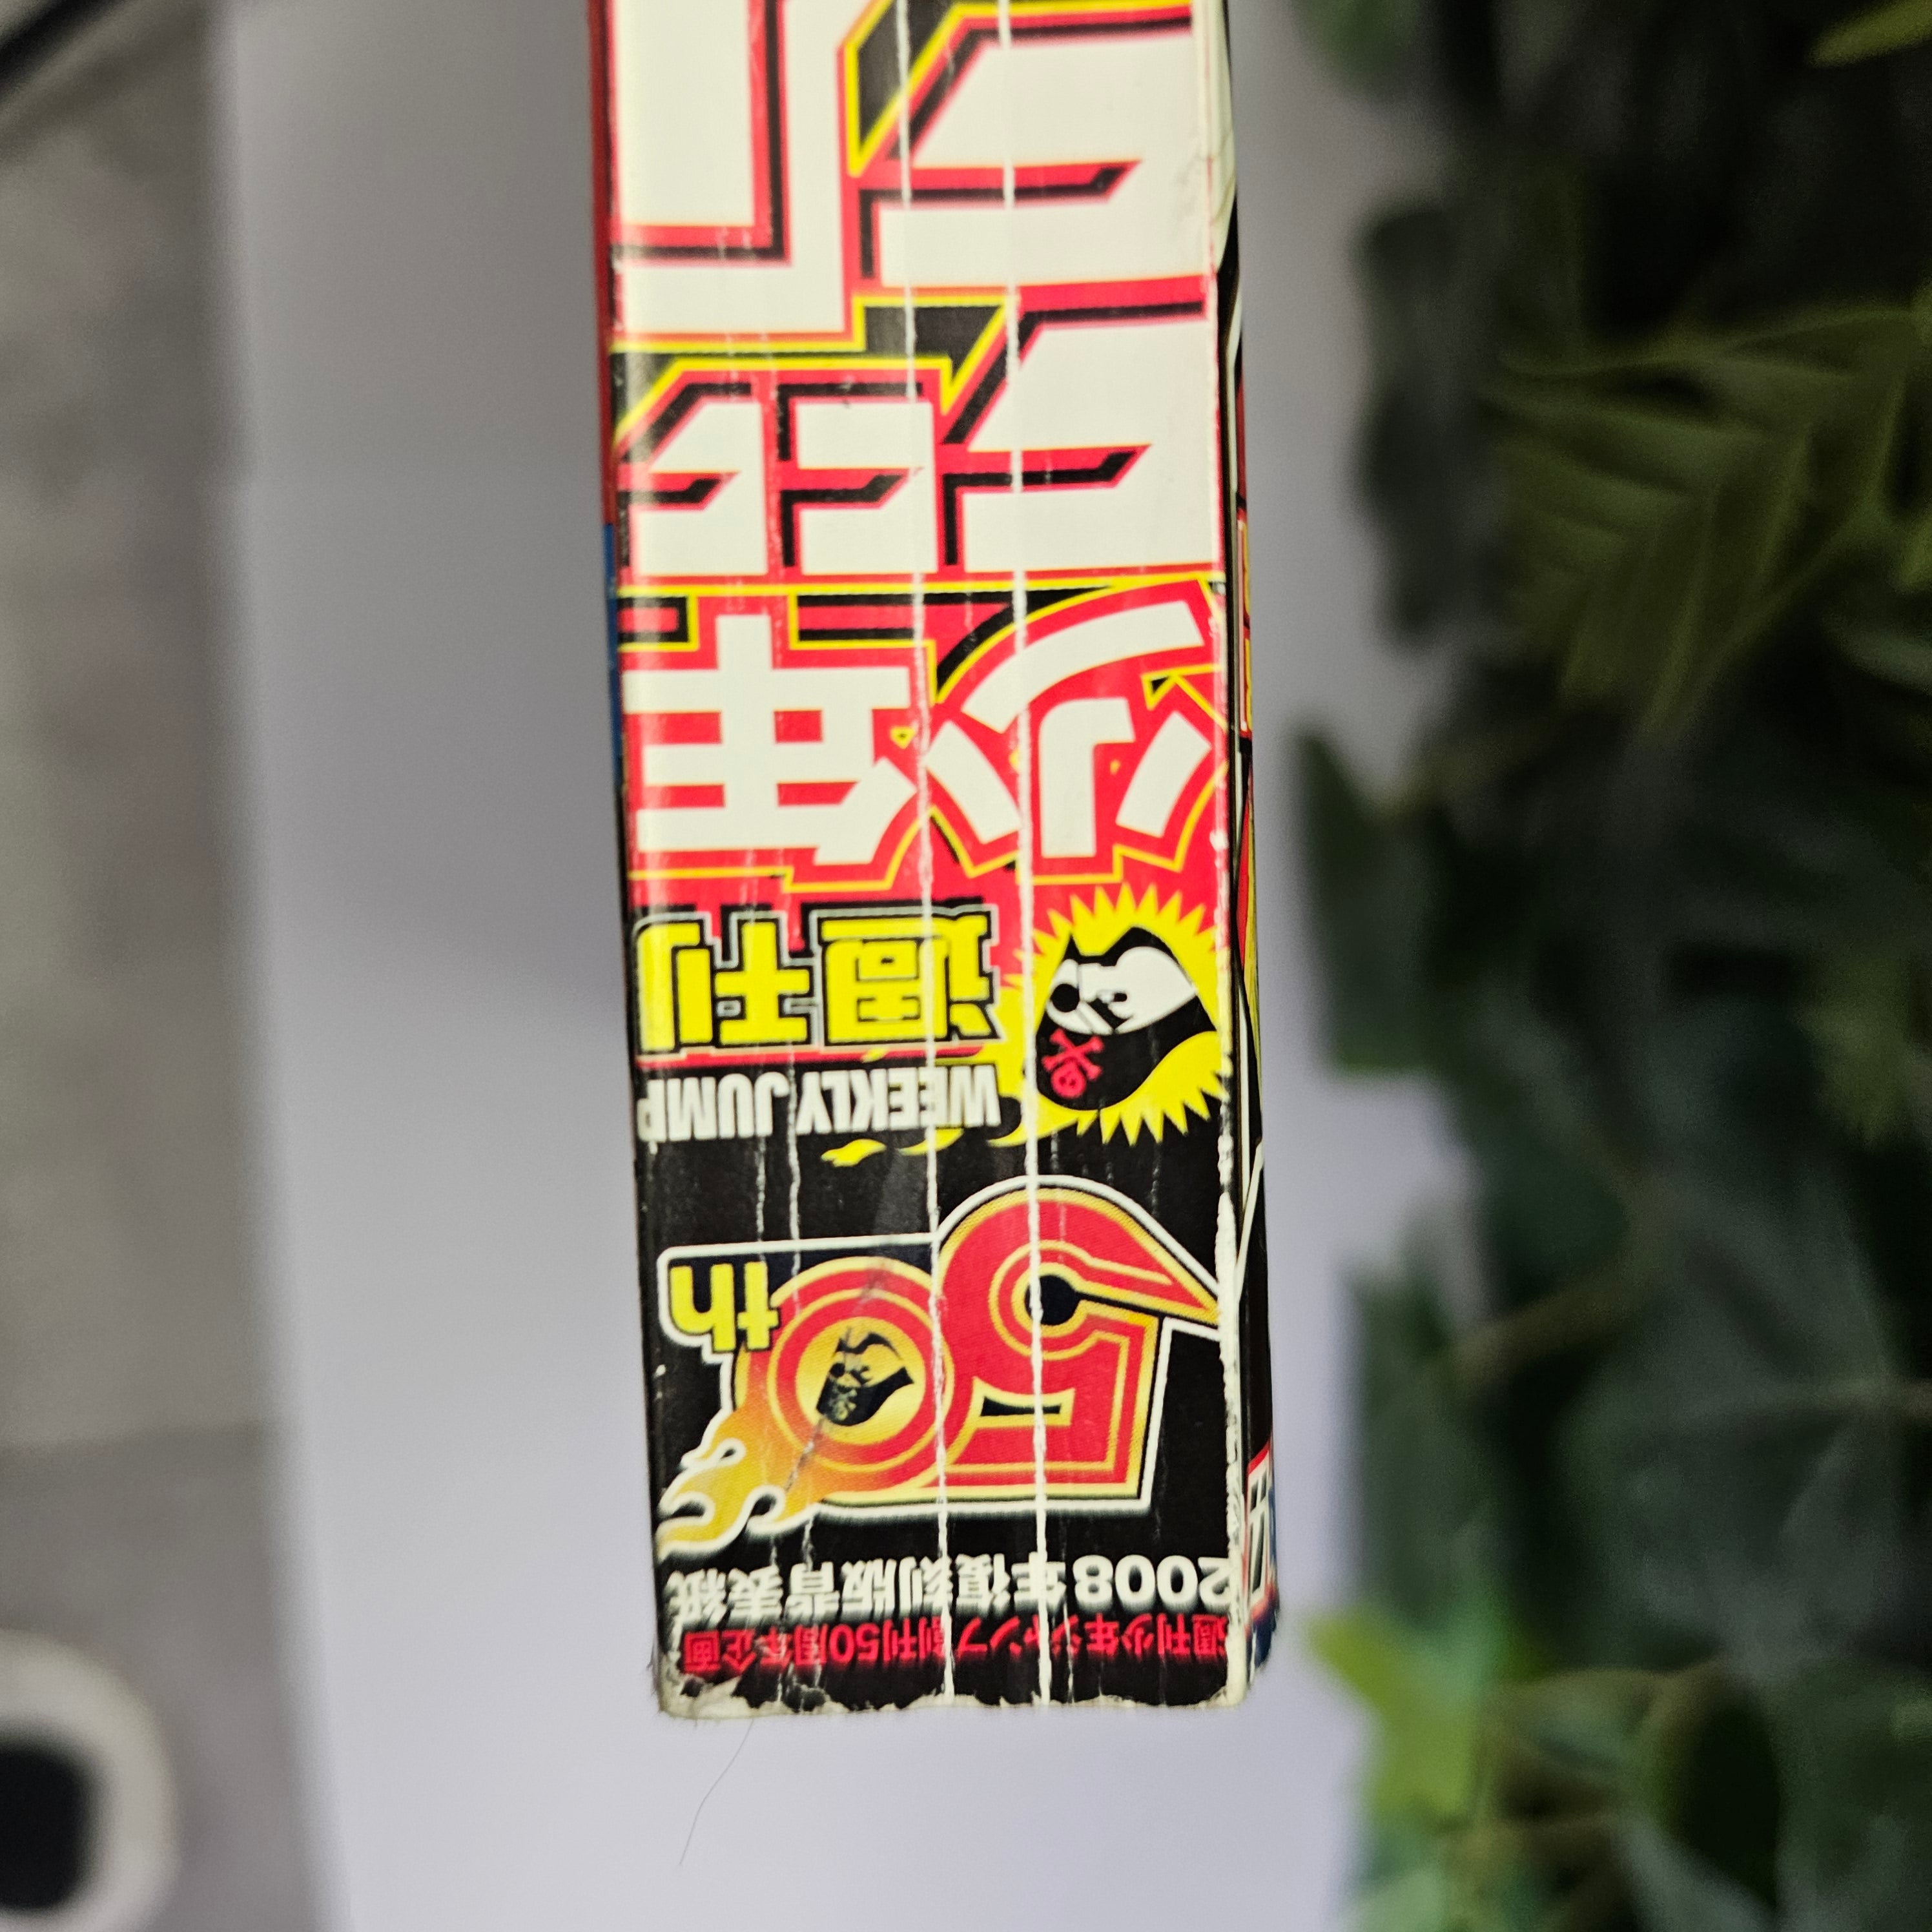 週刊少年ジャンプ創刊50周年企画
2008年復刻版背表紙
50th
WEEKLY JUMP
週刊
少年